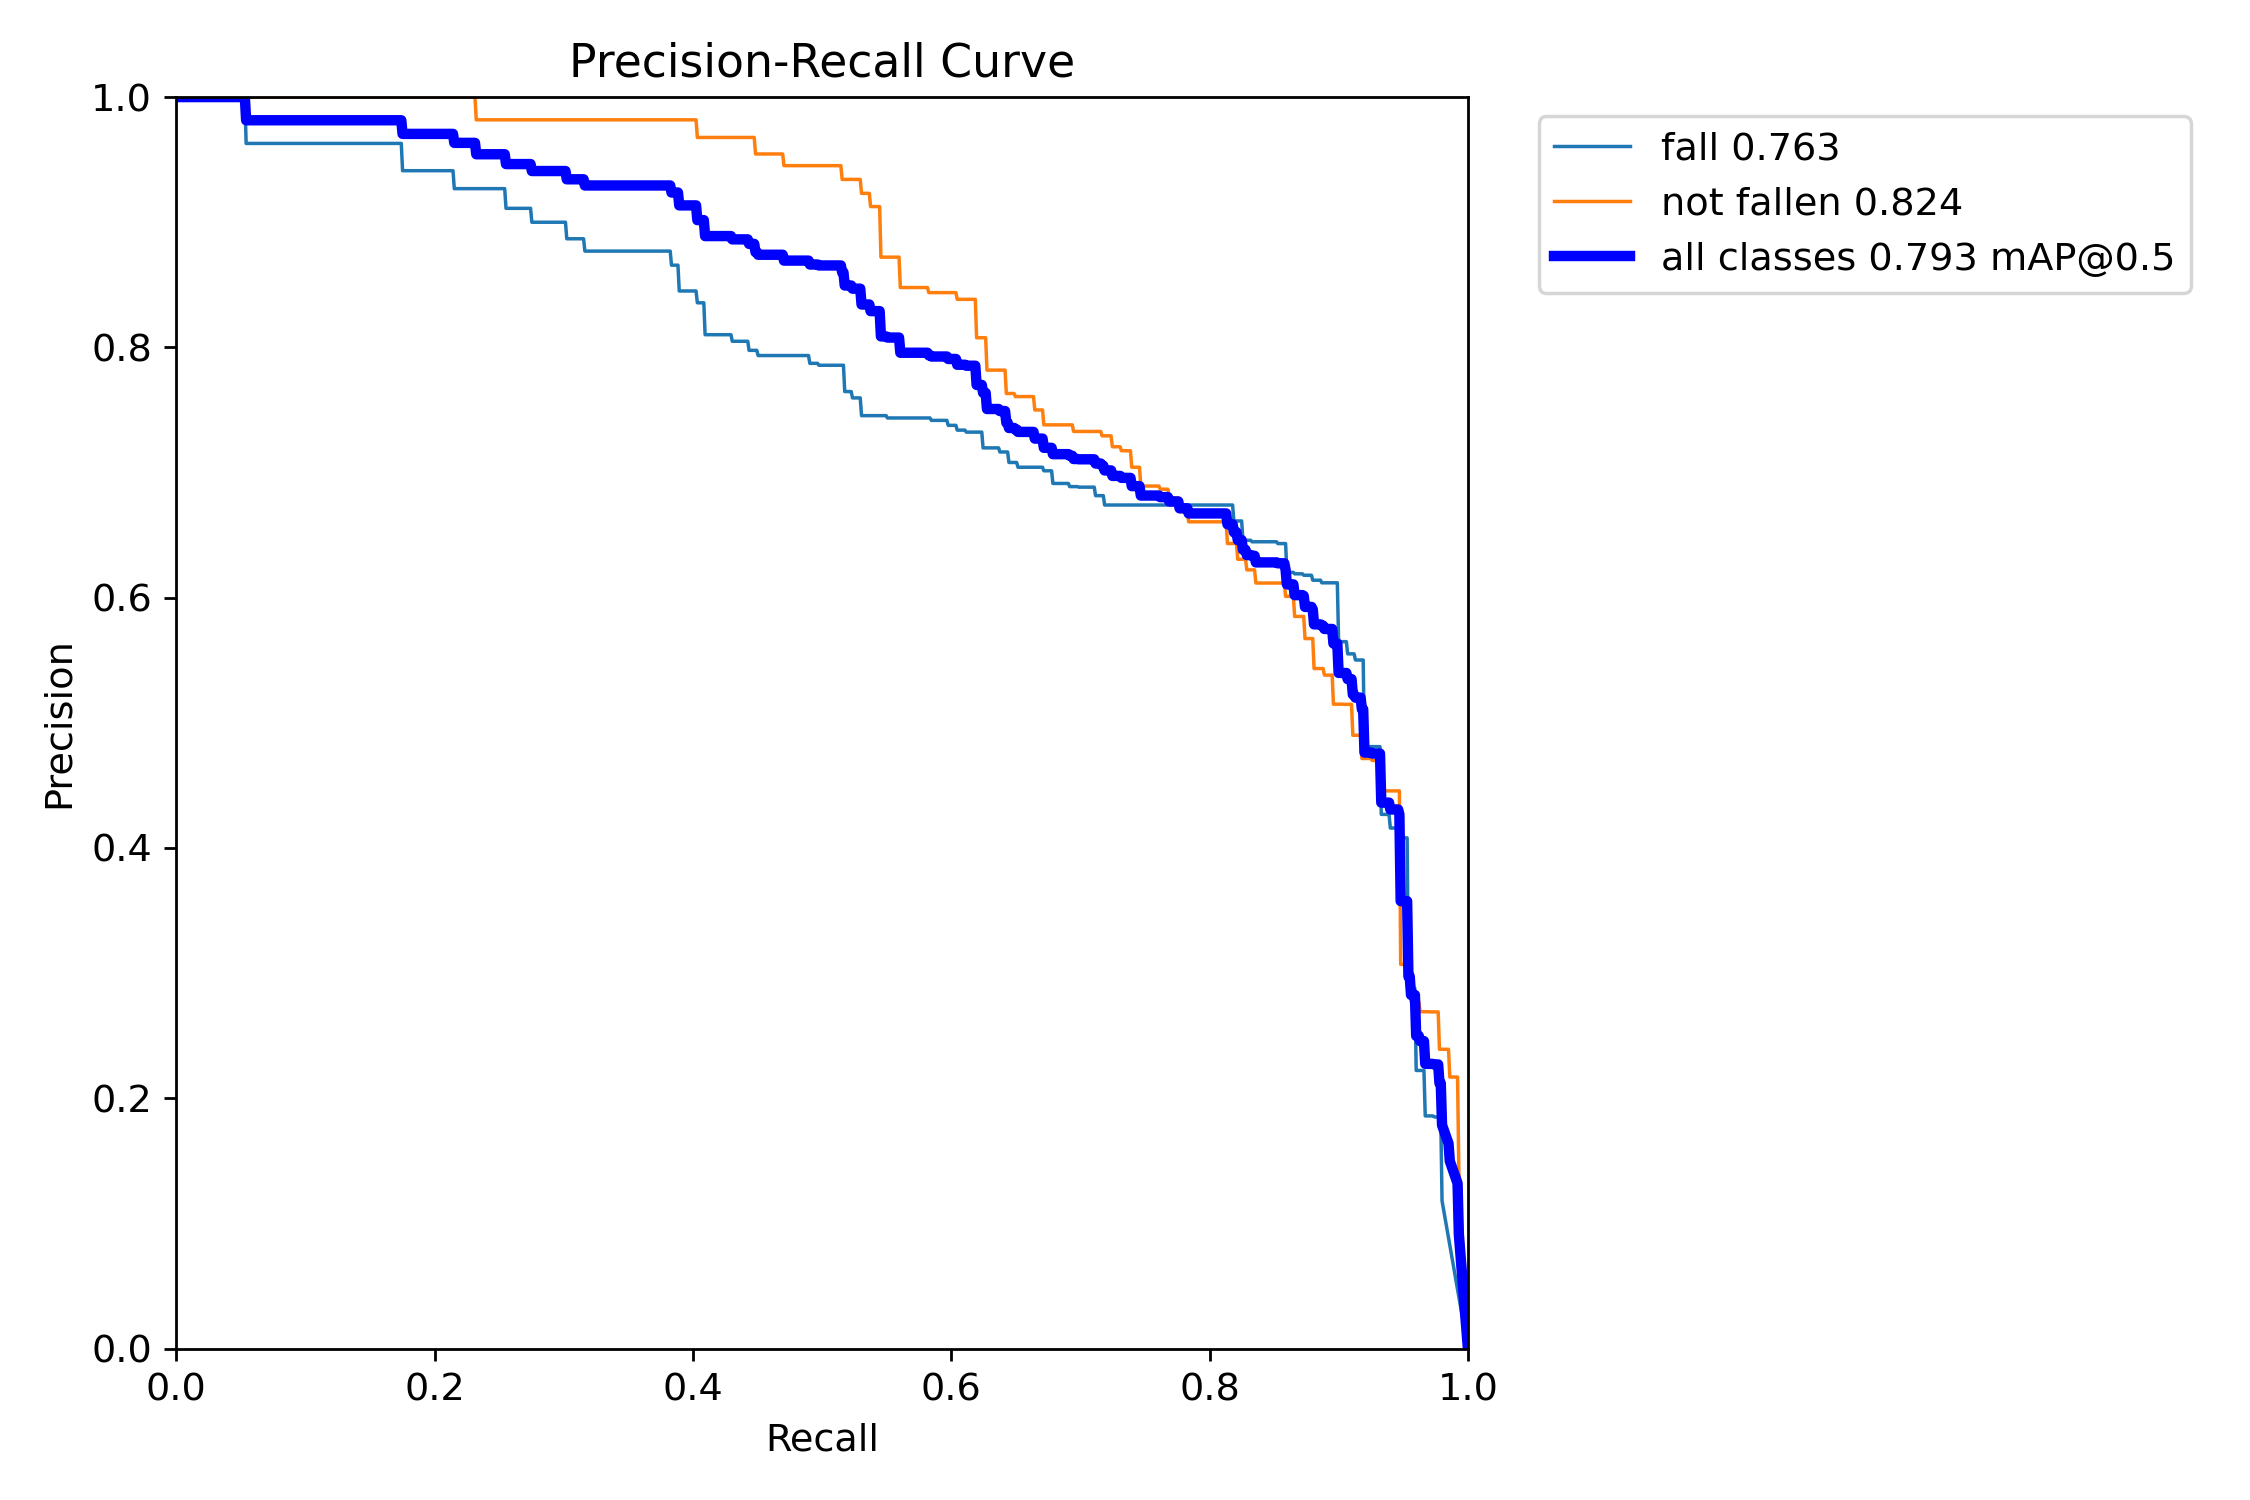 Precision-Recall Curve
1.0
0.8
0.6
0.4
0.2
0.0
Precision
0.0 0.2 0.4 0.6 0.8 1.0
Recall
fall 0.763
not fallen 0.824
all classes 0.793 mAP@0.5